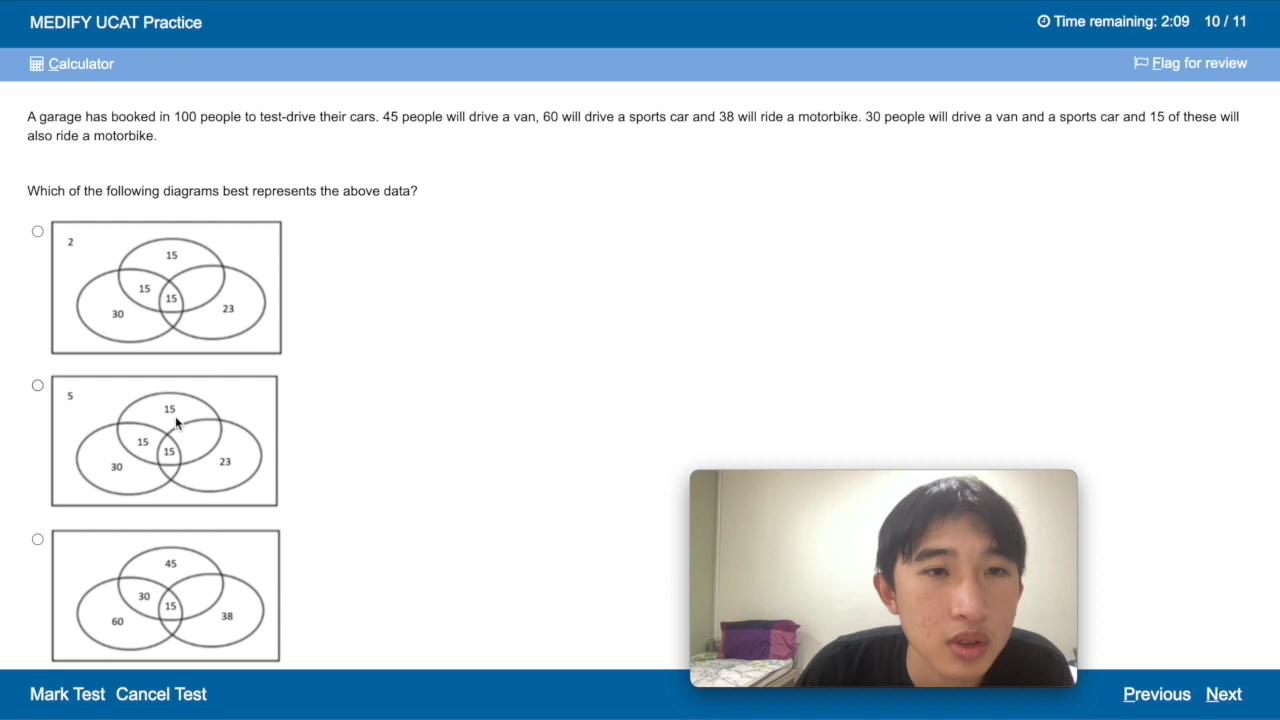 MEDIFY UCAT Practice
Time remaining: 2:09 10 / 11
Calculator
Flag for review
A garage has booked in 100 people to test-drive their cars. 45 people will drive a van, 60 will drive a sports car and 38 will ride a motorbike. 30 people will drive a van and a sports car and 15 of these will
also ride a motorbike.
Which of the following diagrams best represents the above data?
2
15
15
15
30
23
5
15
15
15
30
23
45
30
15
60
38
Mark Test Cancel Test
Previous Next